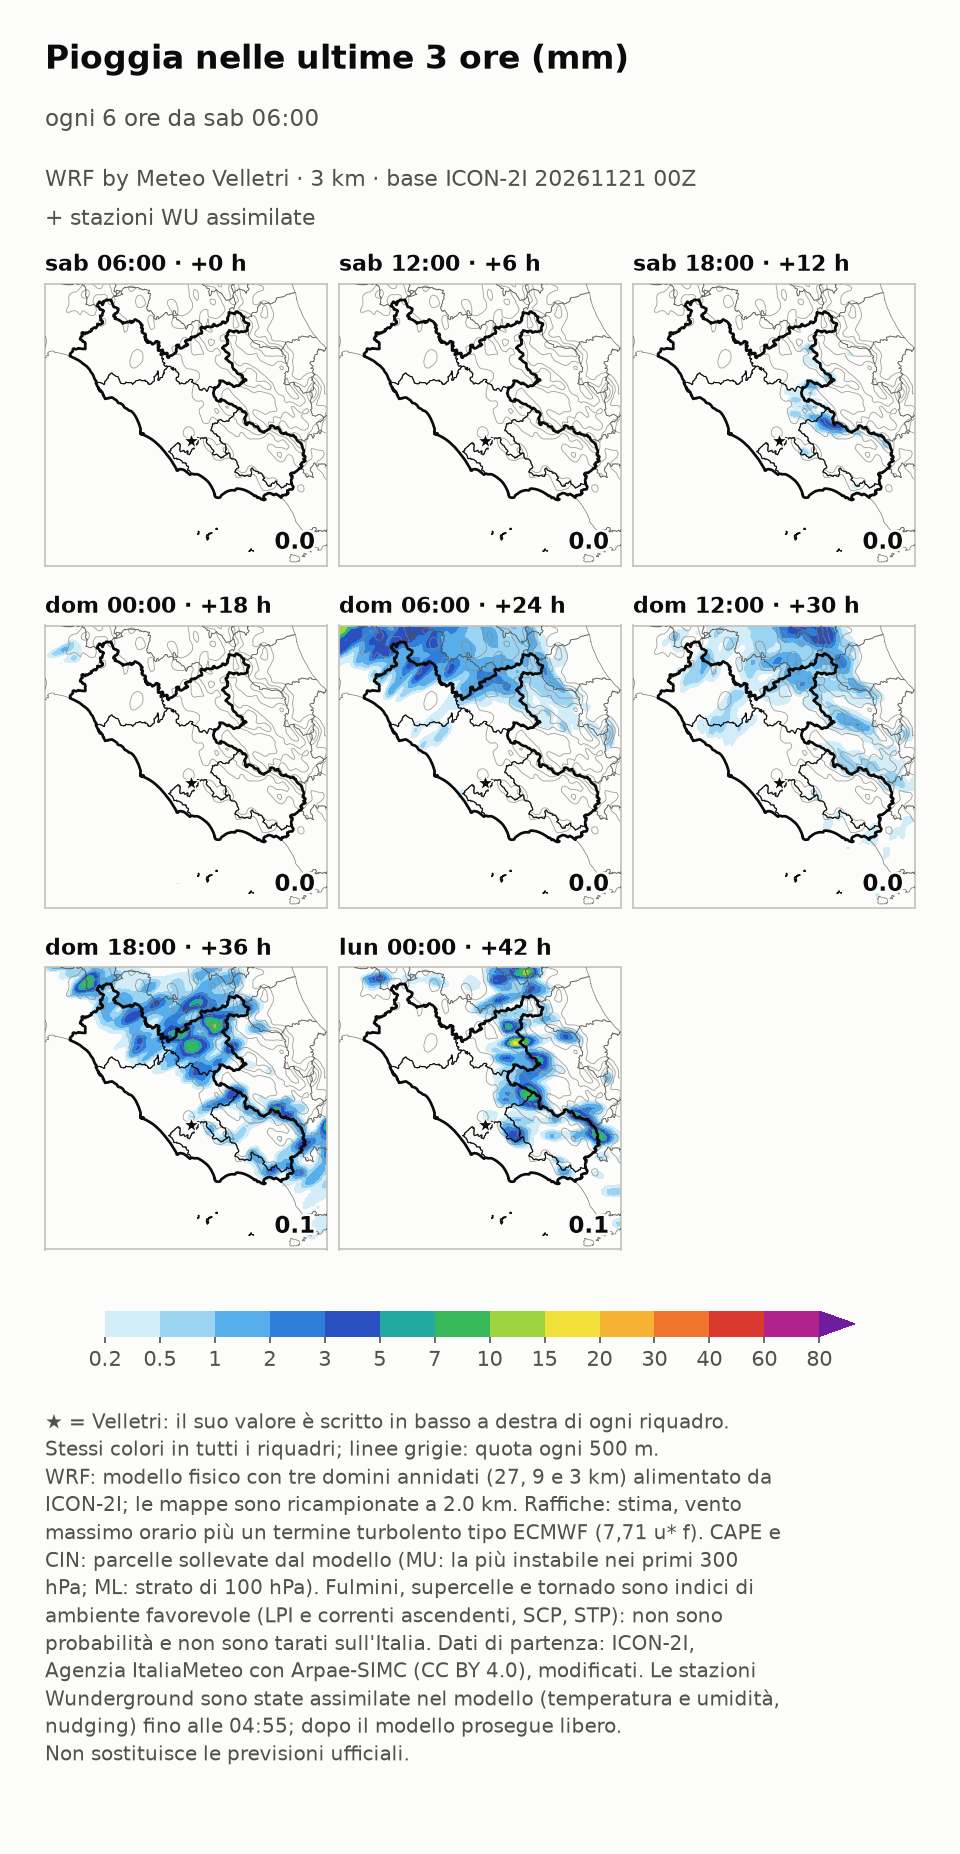 Pioggia nelle ultime 3 ore (mm)
ogni 6 ore da sab 06:00
WRF by Meteo Velletri · 3 km · base ICON-2I 20261121 00Z
+ stazioni WU assimilate
sab 06:00 · +0 h
sab 12:00 · +6 h
sab 18:00 · +12 h
0.0
0.0
0.0
dom 00:00 · +18 h
dom 06:00 · +24 h
dom 12:00 · +30 h
0.0
0.0
0.0
dom 18:00 · +36 h
lun 00:00 · +42 h
0.1
0.1
0.2 0.5 1 2 3 5 7 10 15 20 30 40 60 80
★ = Velletri: il suo valore è scritto in basso a destra di ogni riquadro.
Stessi colori in tutti i riquadri; linee grigie: quota ogni 500 m.
WRF: modello fisico con tre domini annidati (27, 9 e 3 km) alimentato da
ICON-2I; le mappe sono ricampionate a 2.0 km. Raffiche: stima, vento
massimo orario più un termine turbolento tipo ECMWF (7,71 u* f). CAPE e
CIN: parcelle sollevate dal modello (MU: la più instabile nei primi 300
hPa; ML: strato di 100 hPa). Fulmini, supercelle e tornado sono indici di
ambiente favorevole (LPI e correnti ascendenti, SCP, STP): non sono
probabilità e non sono tarati sull'Italia. Dati di partenza: ICON-2I,
Agenzia ItaliaMeteo con Arpae-SIMC (CC BY 4.0), modificati. Le stazioni
Wunderground sono state assimilate nel modello (temperatura e umidità,
nudging) fino alle 04:55; dopo il modello prosegue libero.
Non sostituisce le previsioni ufficiali.